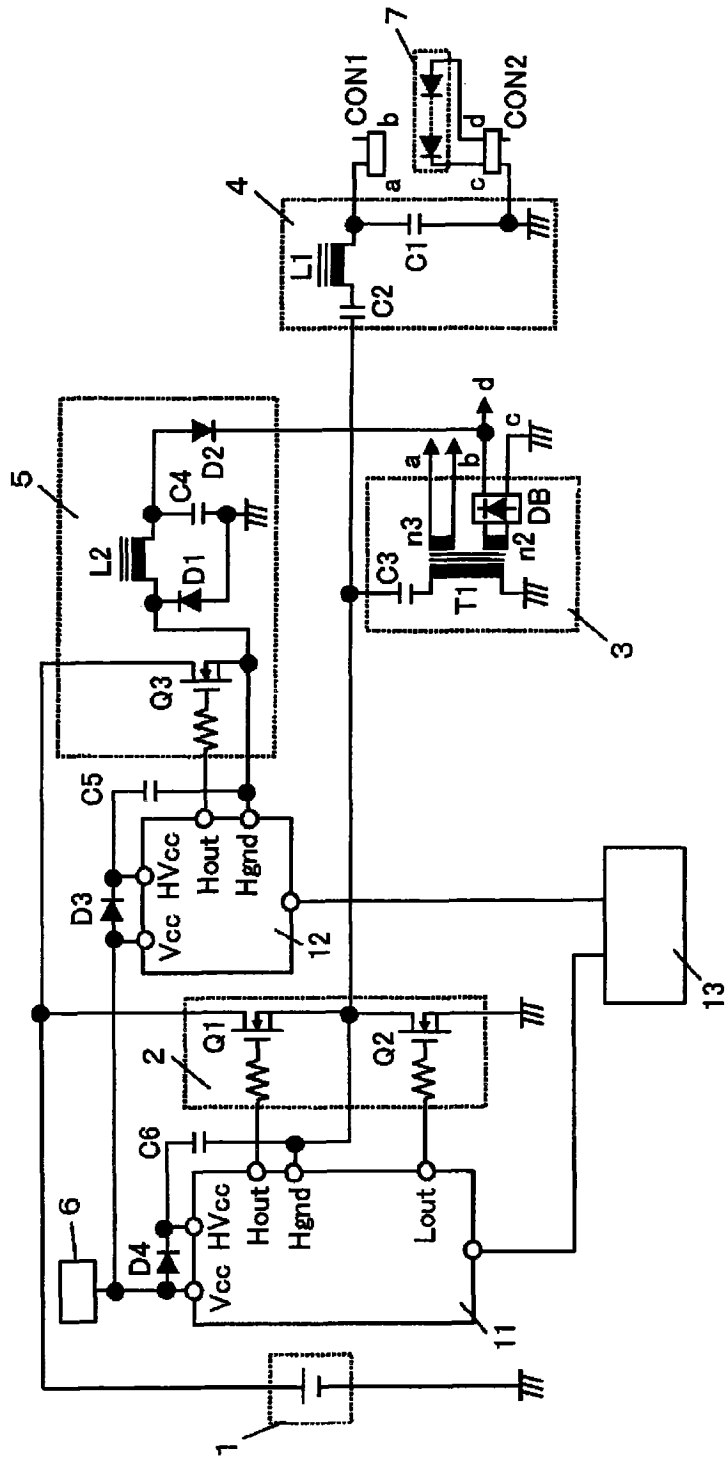 1
6
D4
C6
Vcc
HVcc
Hout
Hgnd
Lout
11
2
Q1
Q2
D3
C5
Vcc
HVcc
Hout
Hgnd
12
13
5
Q3
L2
D1
C4
D2
C3
n3
T1
n2
DB
a
b
d
c
3
4
L1
C2
C1
CON1
a
b
7
c
d
CON2